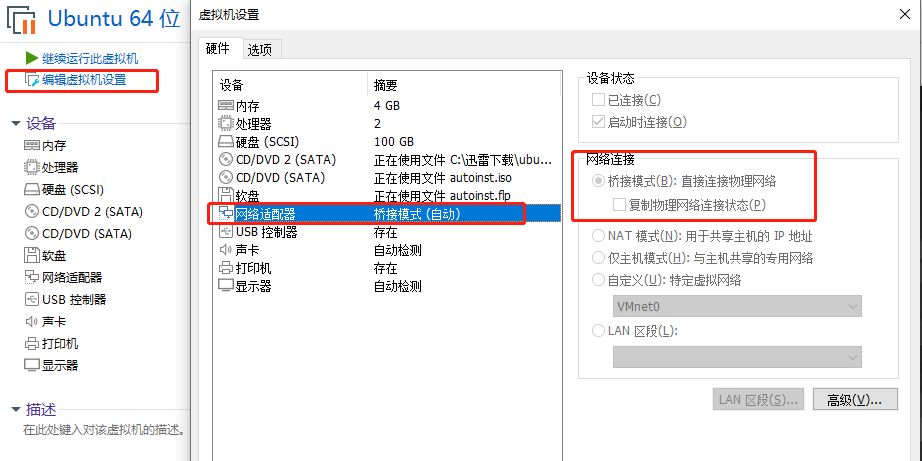 Ubuntu 64 位
继续运行此虚拟机
编辑虚拟机设置
设备
内存
处理器
硬盘 (SCSI)
CD/DVD 2 (SATA)
CD/DVD (SATA)
软盘
网络适配器
USB 控制器
声卡
打印机
显示器
描述
在此处键入对该虚拟机的描述。
虚拟机设置
硬件 选项
设备 摘要
内存 4 GB
处理器 2
硬盘 (SCSI) 100 GB
CD/DVD 2 (SATA) 正在使用文件 C:\迅雷下载\ubu...
CD/DVD (SATA) 正在使用文件 autoinst.iso
软盘 正在使用文件 autoinst.flp
网络适配器 桥接模式 (自动)
USB 控制器 存在
声卡 自动检测
打印机 存在
显示器 自动检测
设备状态
已连接(C)
启动时连接(O)
网络连接
桥接模式(B): 直接连接物理网络
复制物理网络连接状态(P)
NAT 模式(N): 用于共享主机的 IP 地址
仅主机模式(H): 与主机共享的专用网络
自定义(U): 特定虚拟网络
VMnet0
LAN 区段(L):
LAN 区段(S)... 高级(V)...